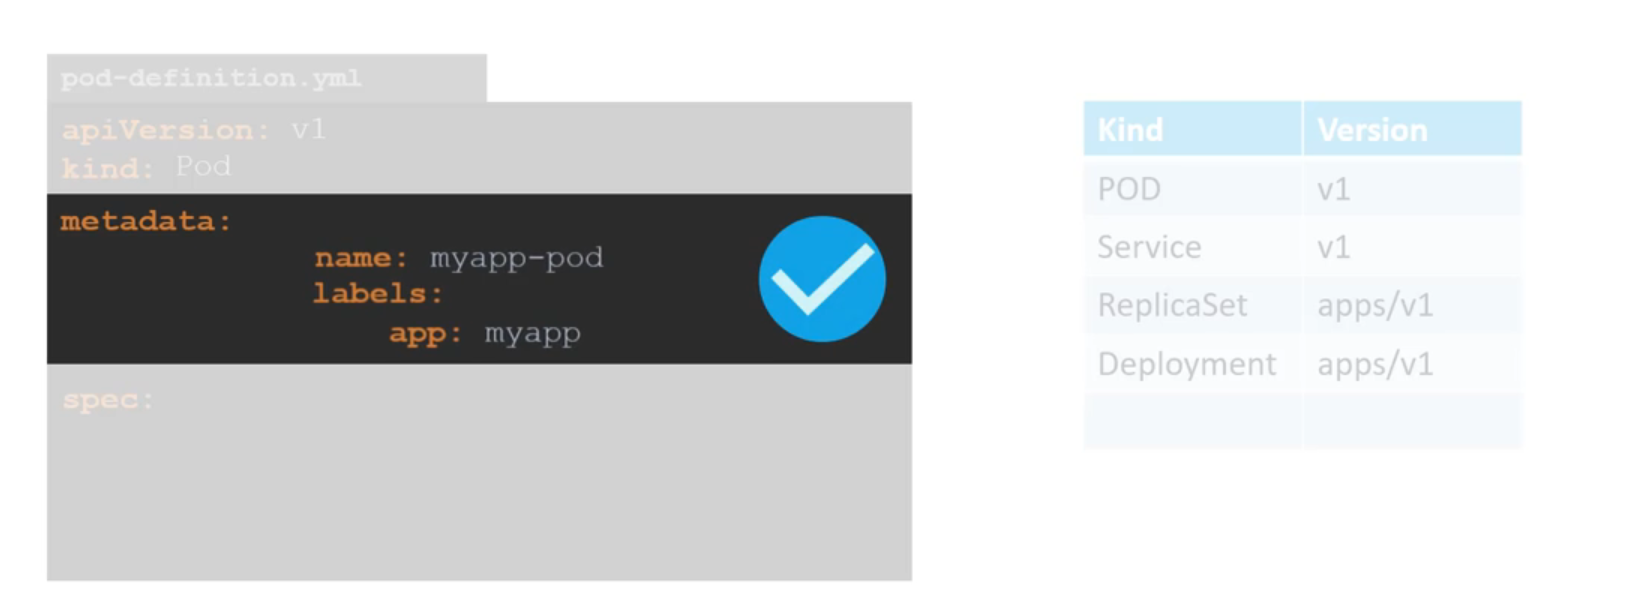 pod-definition.yml
apiVersion: v1
kind: Pod
metadata:
name: myapp-pod
labels:
app: myapp
spec:
Kind Version
POD v1
Service v1
ReplicaSet apps/v1
Deployment apps/v1